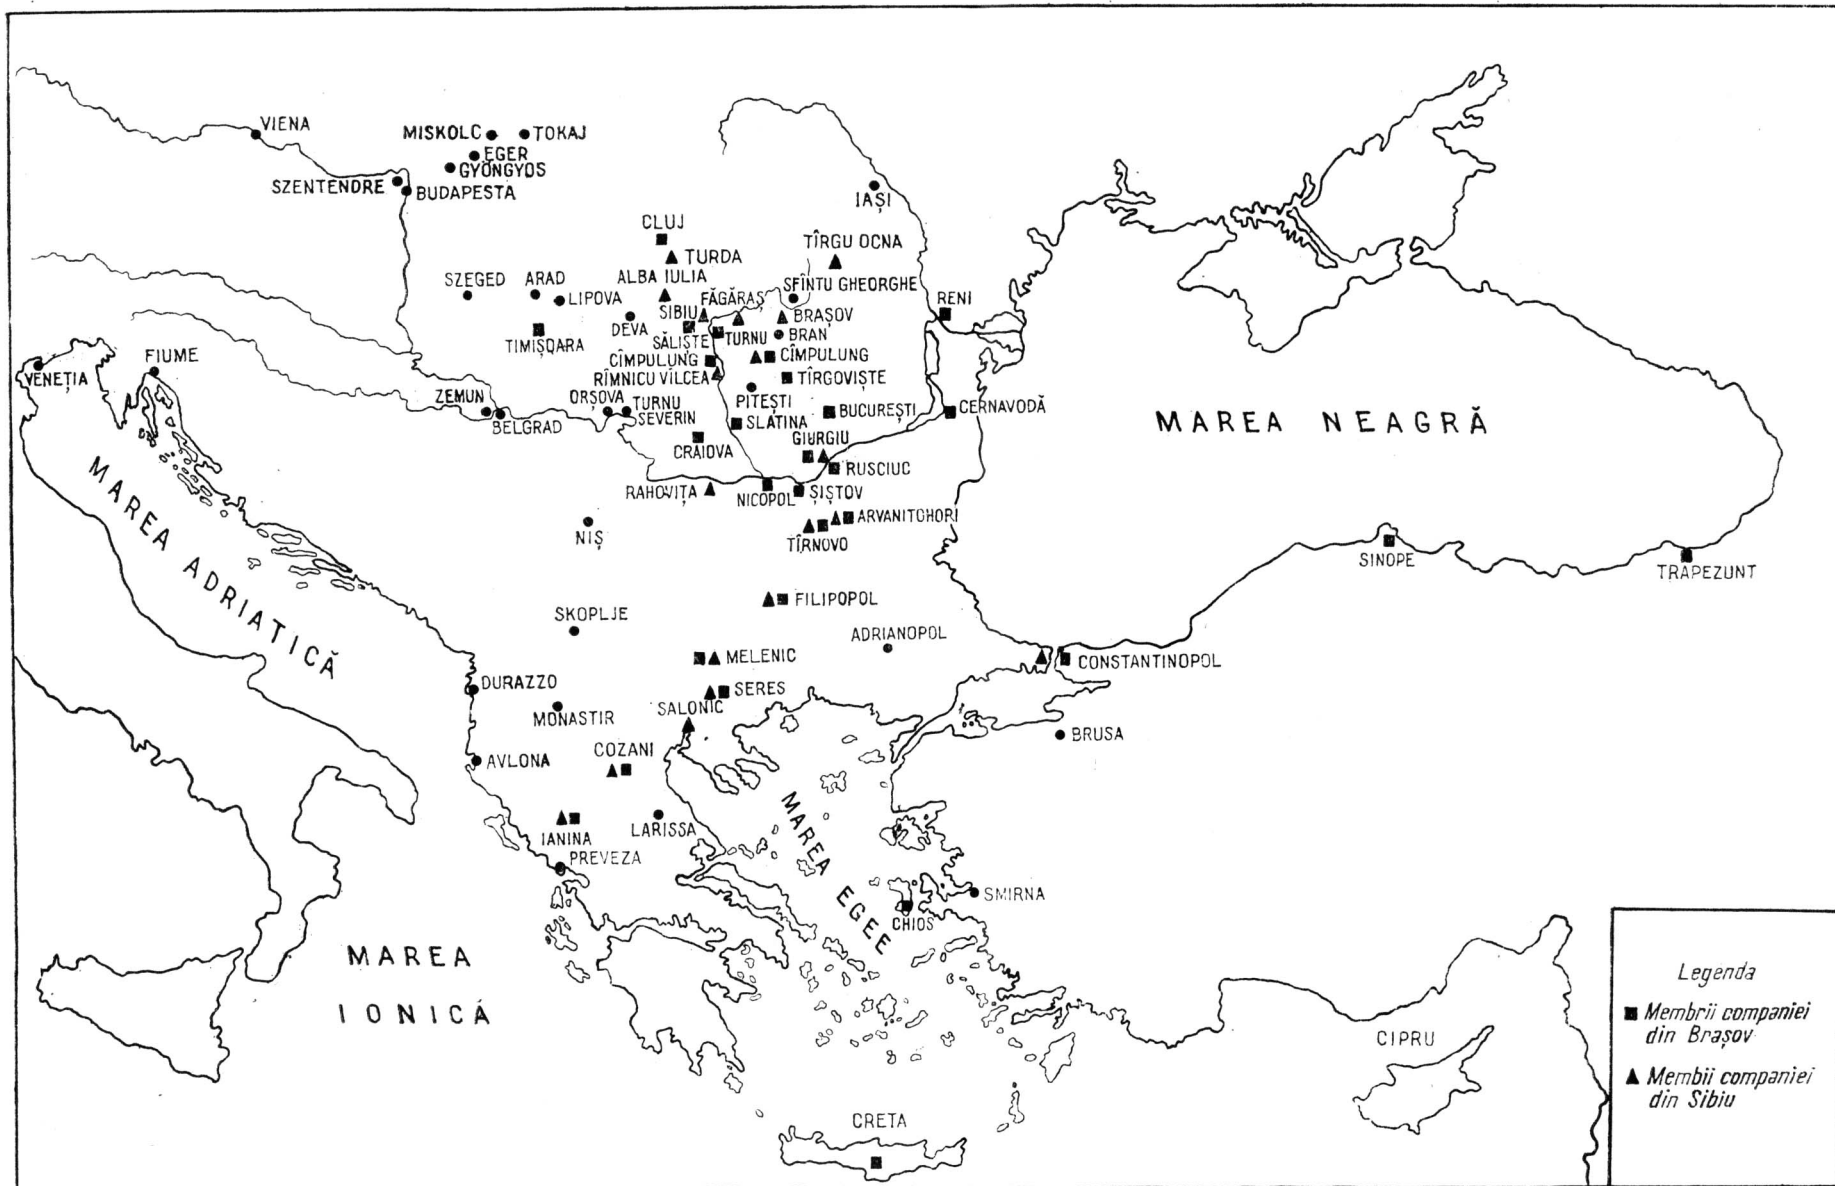 VIENA
MISKOLC
TOKAJ
EGER
GYÖNGYOS
SZENTENDRE
BUDAPESTA
IAȘI
CLUJ
TURDA
TÎRGU OCNA
ALBA IULIA
SZEGED
ARAD
LIPOVA
SFÎNTU GHEORGHE
FĂGĂRAȘ
RENI
SIBIU
BRAȘOV
DEVA
TIMIȘOARA
SĂLIȘTE
TURNU
BRAN
FIUME
VENEȚIA
CÎMPULUNG
CÎMPULUNG
RÎMNICU VÎLCEA
TÎRGOVIȘTE
ZEMUN
BELGRAD
ORȘOVA
TURNU
SEVERIN
PITEȘTI
SLATINA
BUCUREȘTI
CERNAVODĂ
MAREA NEAGRĂ
CRAIOVA
GIURGIU
RUSCIUC
RAHOVIȚA
NICOPOL
ȘIȘTOV
ARVANITOHORI
NIȘ
TÎRNOVO
SINOPE
TRAPEZUNT
MAREA ADRIATICĂ
FILIPOPOL
SKOPLJE
ADRIANOPOL
MELENIC
CONSTANTINOPOL
DURAZZO
SERES
MONASTIR
SALONIC
BRUSA
AVLONA
COZANI
IANINA
LARISSA
PREVEZA
MAREA EGEE
SMIRNA
CHIOS
MAREA
IONICĂ
CIPRU
CRETA
Legenda
Membrii companiei
din Brașov
Membii companiei
din Sibiu